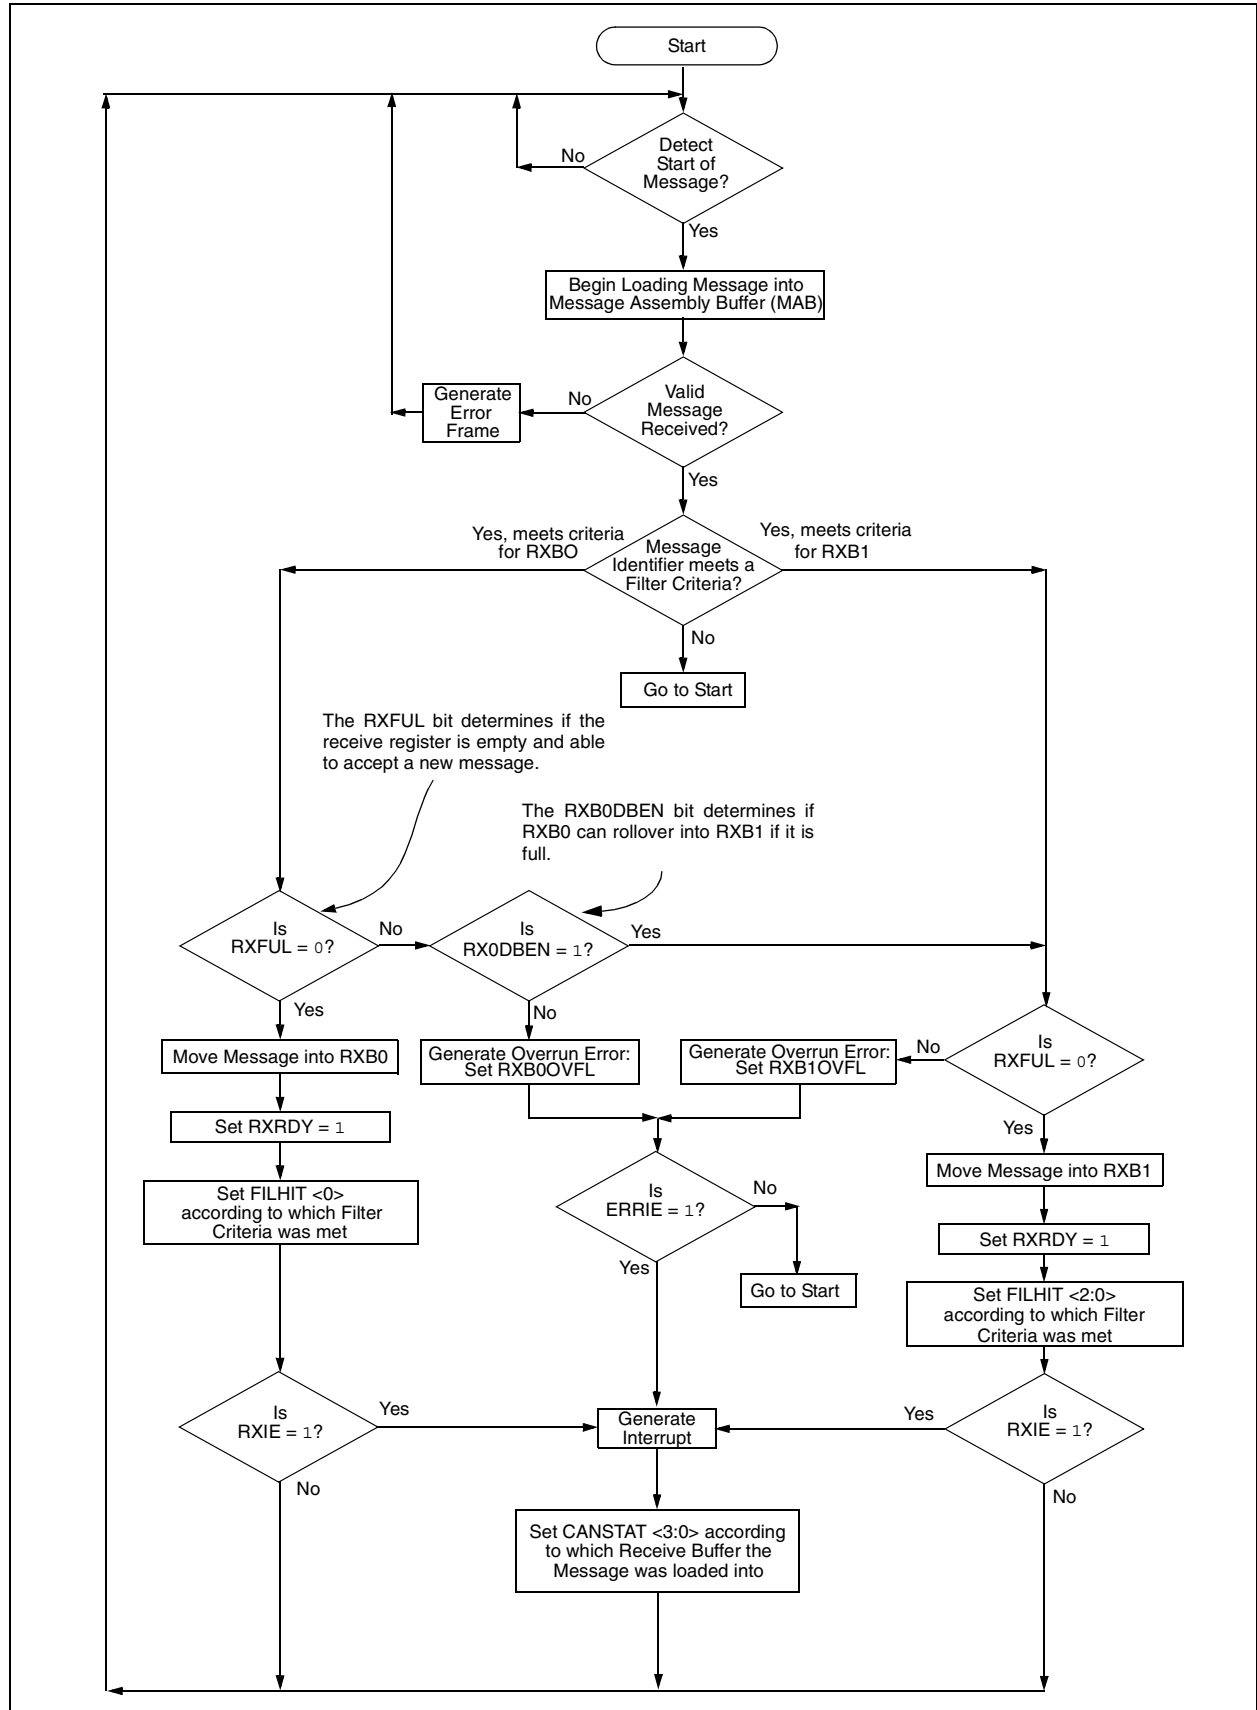 Start
Detect
Start of
Message?
No
Yes
Begin Loading Message into
Message Assembly Buffer (MAB)
Valid
Message
Received?
No
Generate
Error
Frame
Yes
Yes, meets criteria
for RXBO
Message
Identifier meets a
Filter Criteria?
Yes, meets criteria
for RXB1
No
Go to Start
The RXFUL bit determines if the
receive register is empty and able
to accept a new message.
The RXB0DBEN bit determines if
RXB0 can rollover into RXB1 if it is
full.
Is
RXFUL = 0?
No
Is
RX0DBEN = 1?
Yes
Yes
No
Is
RXFUL = 0?
No
Yes
Move Message into RXB0
Generate Overrun Error:
Set RXB0OVFL
Generate Overrun Error:
Set RXB1OVFL
Set RXRDY = 1
Move Message into RXB1
Set FILHIT <0>
according to which Filter
Criteria was met
Is
ERRIE = 1?
No
Yes
Go to Start
Set RXRDY = 1
Set FILHIT <2:0>
according to which Filter
Criteria was met
Is
RXIE = 1?
Yes
No
Generate
Interrupt
Yes
Is
RXIE = 1?
No
Set CANSTAT <3:0> according
to which Receive Buffer the
Message was loaded into